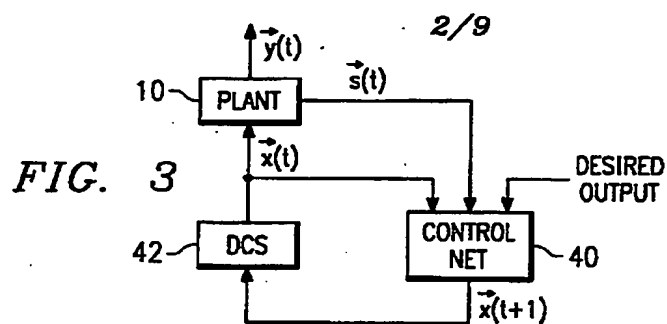 2/9
y⃗(t)
10 PLANT s⃗(t)
x⃗(t)
FIG. 3
DESIRED
OUTPUT
42 DCS
CONTROL
NET 40
x⃗(t+1)